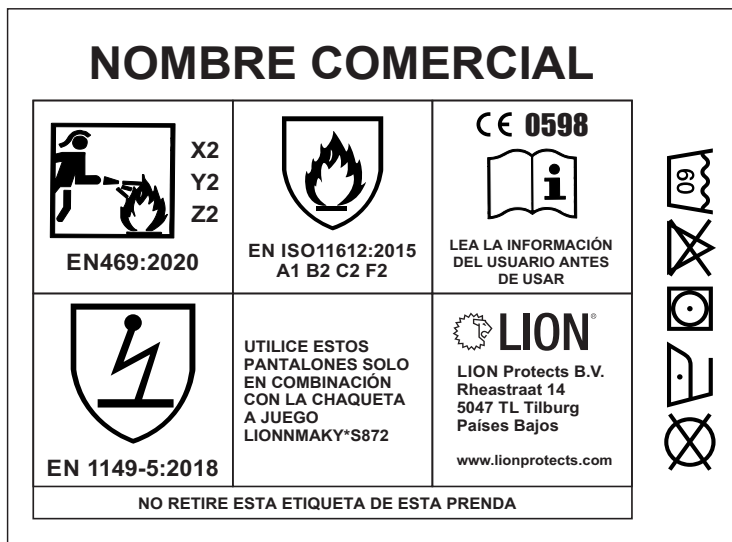 NOMBRE COMERCIAL
X2
Y2
Z2
EN469:2020
EN ISO11612:2015
A1 B2 C2 F2
CE 0598
i
LEA LA INFORMACIÓN
DEL USUARIO ANTES
DE USAR
EN 1149-5:2018
UTILICE ESTOS
PANTALONES SOLO
EN COMBINACIÓN
CON LA CHAQUETA
A JUEGO
LIONNMAKY*S872
LION®
LION Protects B.V.
Rheastraat 14
5047 TL Tilburg
Países Bajos
www.lionprotects.com
NO RETIRE ESTA ETIQUETA DE ESTA PRENDA
60